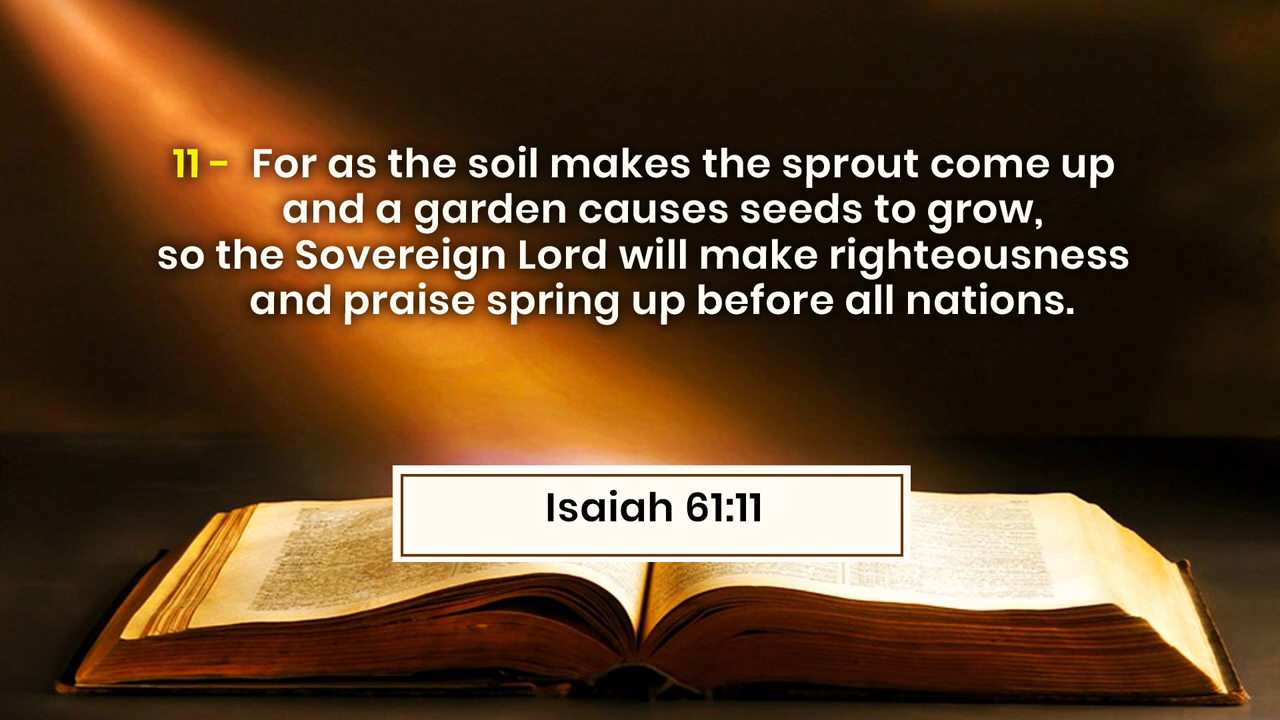 11 - For as the soil makes the sprout come up
and a garden causes seeds to grow,
so the Sovereign Lord will make righteousness
and praise spring up before all nations.
Isaiah 61:11